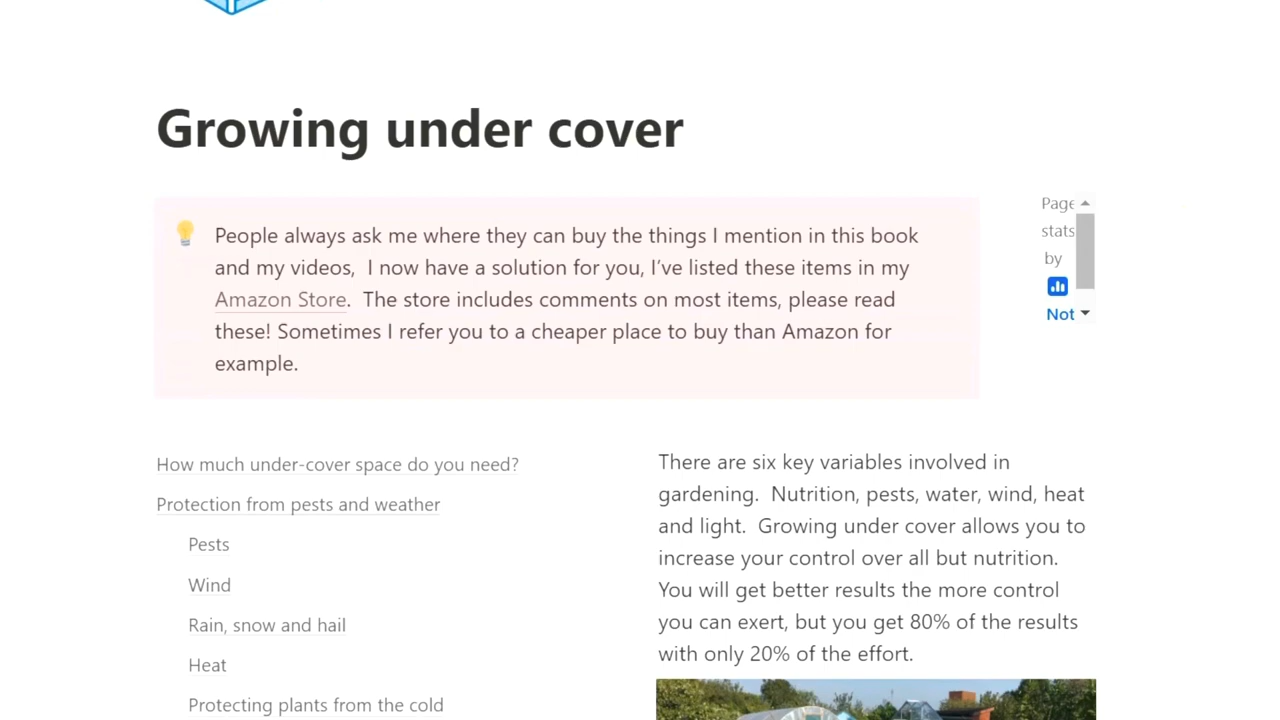 Growing under cover
People always ask me where they can buy the things I mention in this book
and my videos,  I now have a solution for you, I’ve listed these items in my
Amazon Store.  The store includes comments on most items, please read
these! Sometimes I refer you to a cheaper place to buy than Amazon for
example.
Page
stats
by
Not
How much under-cover space do you need?
Protection from pests and weather
Pests
Wind
Rain, snow and hail
Heat
Protecting plants from the cold
There are six key variables involved in
gardening.  Nutrition, pests, water, wind, heat
and light.  Growing under cover allows you to
increase your control over all but nutrition.
You will get better results the more control
you can exert, but you get 80% of the results
with only 20% of the effort.